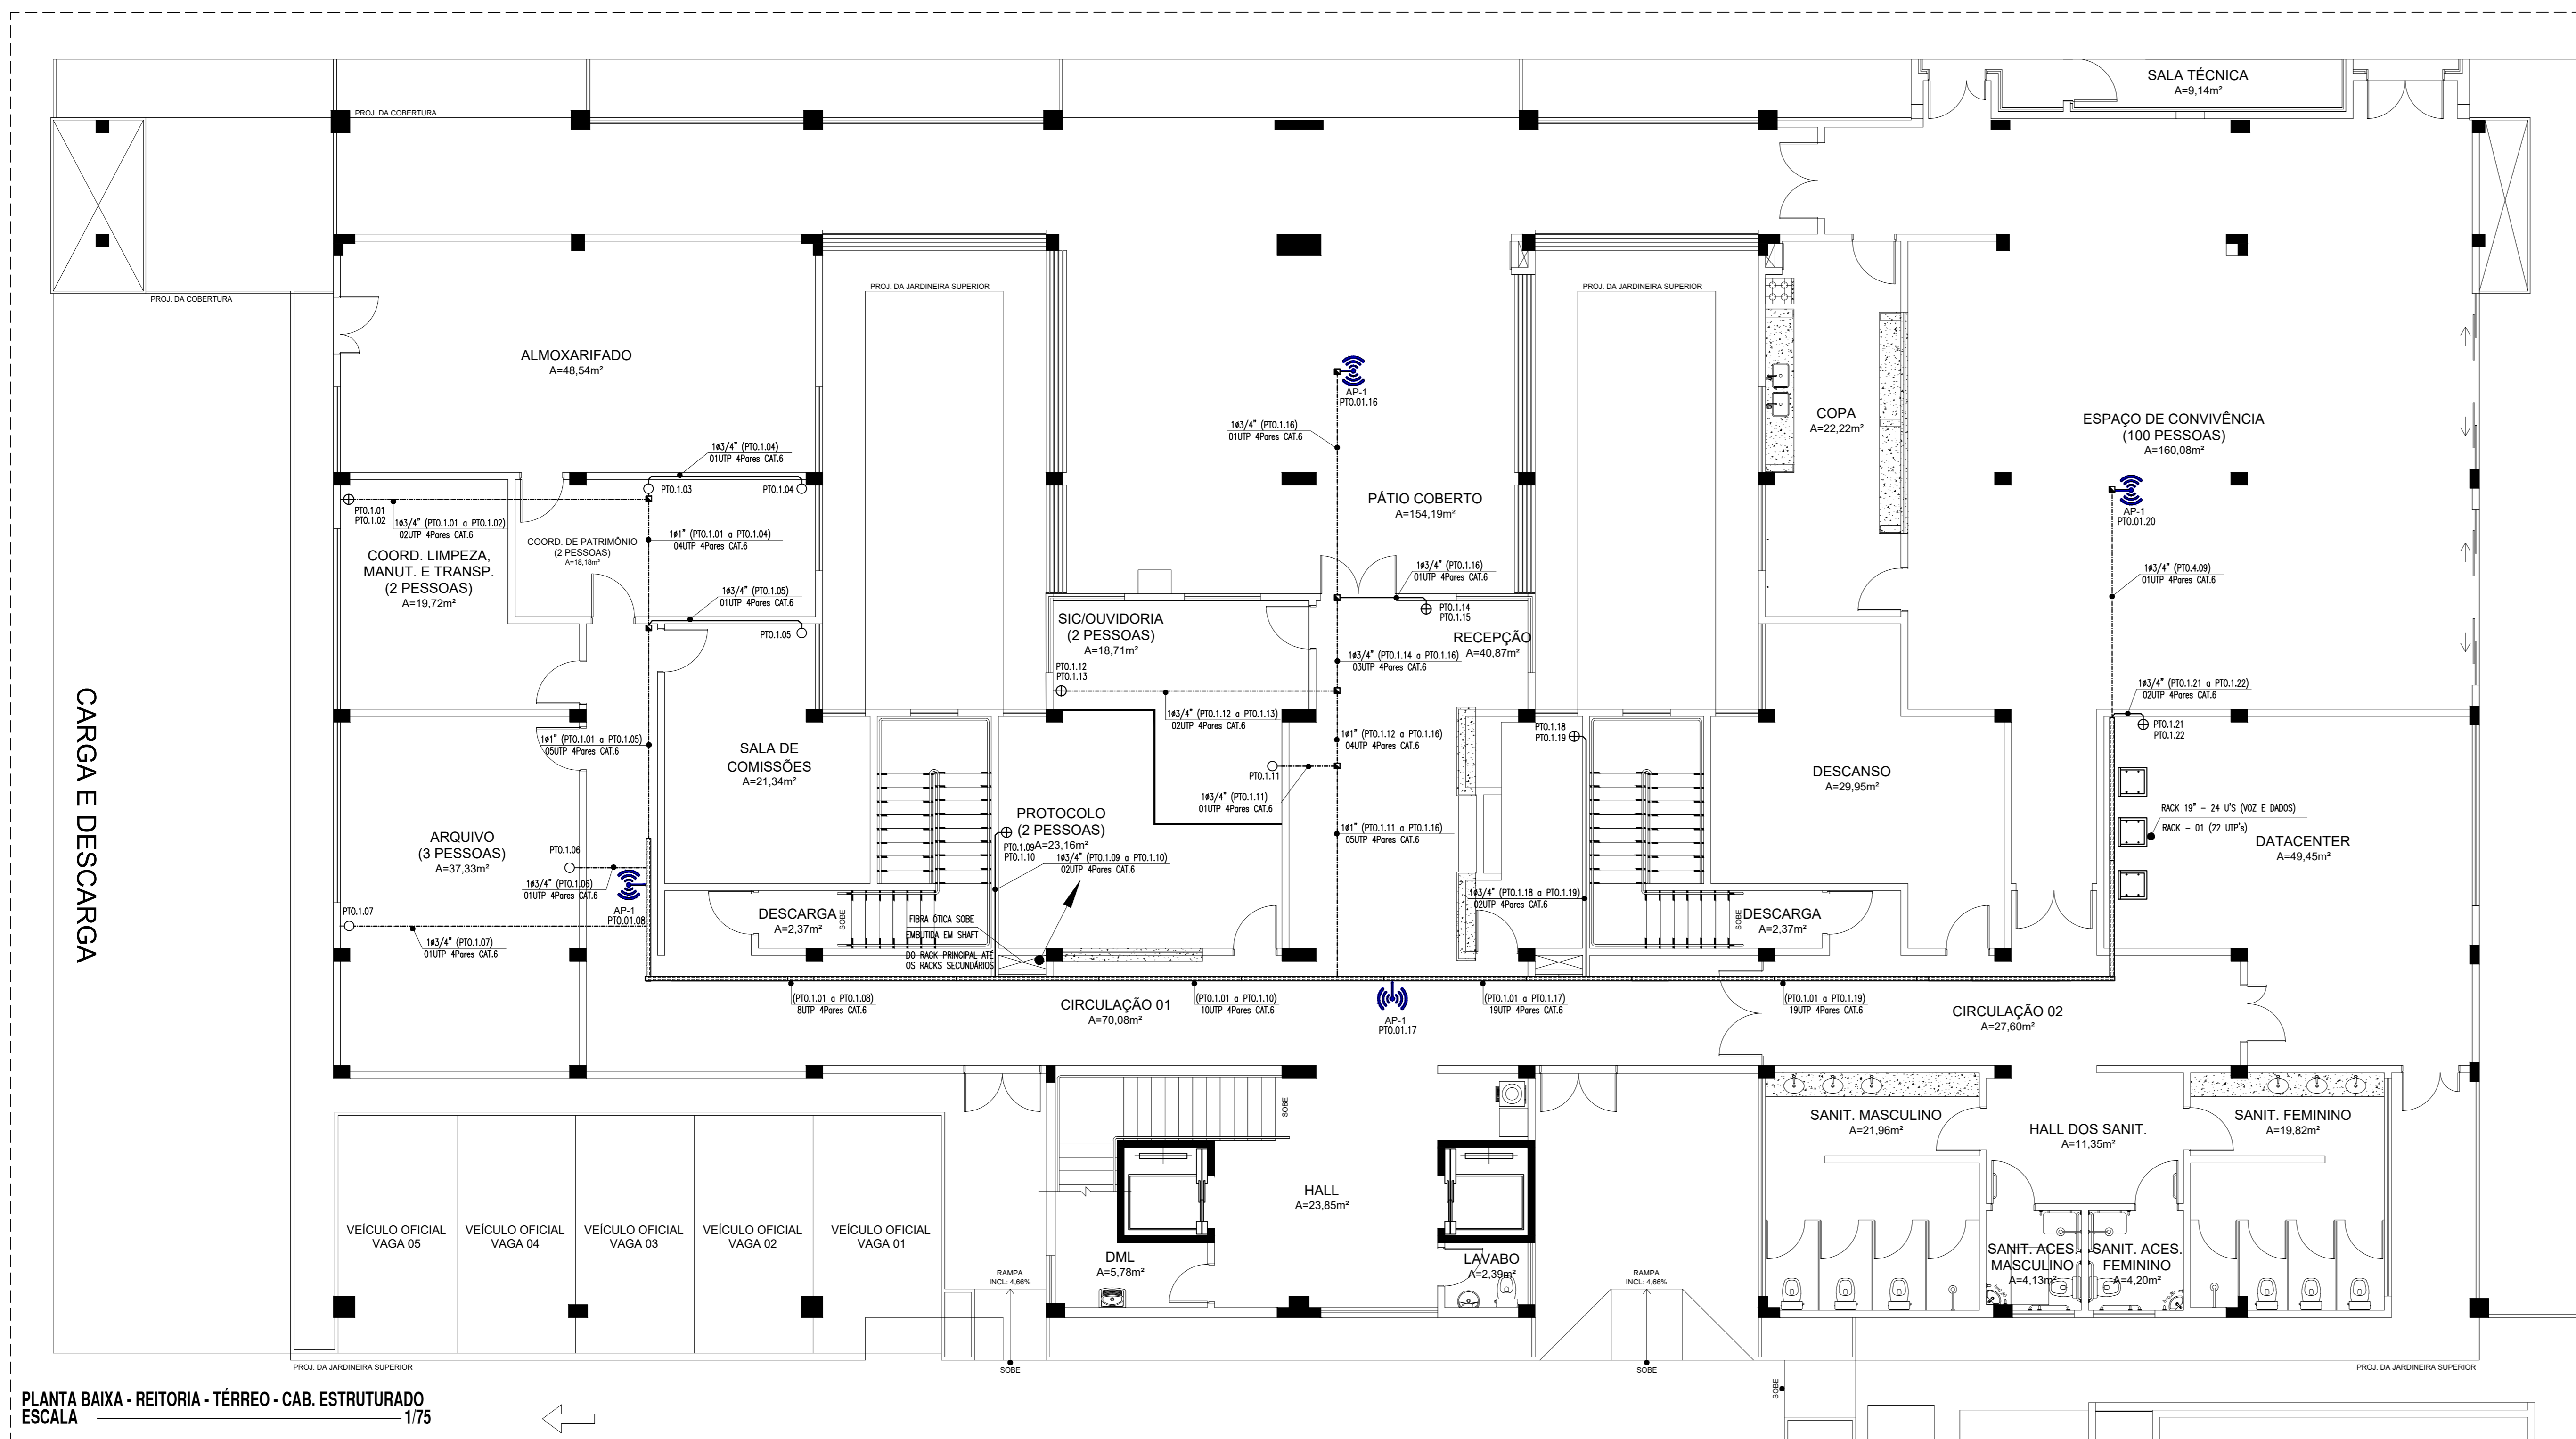 SALA TÉCNICA
A=9,14m²
PROJ. DA COBERTURA
PROJ. DA COBERTURA
PROJ. DA JARDINEIRA SUPERIOR
PROJ. DA JARDINEIRA SUPERIOR
ALMOXARIFADO
A=48,54m²
AP-1
PTO.01.16
1ø3/4" (PTO.1.16)
01UTP 4Pares CAT.6
COPA
A=22,22m²
ESPAÇO DE CONVIVÊNCIA
(100 PESSOAS)
A=160,08m²
1ø3/4" (PTO.1.04)
01UTP 4Pares CAT.6
PTO.1.03
PTO.1.04
PTO.1.01
PTO.1.02
1ø3/4" (PTO.1.01 a PTO.1.02)
02UTP 4Pares CAT.6
1ø1" (PTO.1.01 a PTO.1.04)
04UTP 4Pares CAT.6
COORD. DE PATRIMÔNIO
(2 PESSOAS)
A=18,18m²
COORD. LIMPEZA,
MANUT. E TRANSP.
(2 PESSOAS)
A=19,72m²
PÁTIO COBERTO
A=154,19m²
AP-1
PTO.01.20
1ø3/4" (PTO.4.09)
01UTP 4Pares CAT.6
1ø3/4" (PTO.1.16)
01UTP 4Pares CAT.6
1ø3/4" (PTO.1.05)
01UTP 4Pares CAT.6
PTO.1.05
PTO.1.14
PTO.1.15
SIC/OUVIDORIA
(2 PESSOAS)
A=18,71m²
RECEPÇÃO
A=40,87m²
1ø3/4" (PTO.1.14 a PTO.1.16)
03UTP 4Pares CAT.6
PTO.1.12
PTO.1.13
1ø3/4" (PTO.1.12 a PTO.1.13)
02UTP 4Pares CAT.6
1ø3/4" (PTO.1.21 a PTO.1.22)
02UTP 4Pares CAT.6
PTO.1.21
PTO.1.22
PTO.1.18
PTO.1.19
1ø1" (PTO.1.12 a PTO.1.16)
04UTP 4Pares CAT.6
1ø1" (PTO.1.01 a PTO.1.05)
05UTP 4Pares CAT.6
SALA DE
COMISSÕES
A=21,34m²
PTO.1.11
1ø3/4" (PTO.1.11)
01UTP 4Pares CAT.6
DESCANSO
A=29,95m²
RACK 19" - 24 U'S (VOZ E DADOS)
RACK - 01 (22 UTP's)
DATACENTER
A=49,45m²
CARGA E DESCARGA
PROTOCOLO
(2 PESSOAS)
A=23,16m²
PTO.1.09
PTO.1.10
1ø3/4" (PTO.1.09 a PTO.1.10)
02UTP 4Pares CAT.6
1ø1" (PTO.1.11 a PTO.1.16)
05UTP 4Pares CAT.6
ARQUIVO
(3 PESSOAS)
A=37,33m²
PTO.1.06
1ø3/4" (PTO.1.06)
01UTP 4Pares CAT.6
AP-1
PTO.01.08
PTO.1.07
1ø3/4" (PTO.1.07)
01UTP 4Pares CAT.6
DESCARGA
A=2,37m²
SOBE
FIBRA ÓTICA SOBE
EMBUTIDA EM SHAFT
DO RACK PRINCIPAL ATÉ
OS RACKS SECUNDÁRIOS
1ø3/4" (PTO.1.18 a PTO.1.19)
02UTP 4Pares CAT.6
SOBE
DESCARGA
A=2,37m²
(PTO.1.01 a PTO.1.08)
8UTP 4Pares CAT.6
CIRCULAÇÃO 01
A=70,08m²
(PTO.1.01 a PTO.1.10)
10UTP 4Pares CAT.6
AP-1
PTO.01.17
(PTO.1.01 a PTO.1.17)
19UTP 4Pares CAT.6
(PTO.1.01 a PTO.1.19)
19UTP 4Pares CAT.6
CIRCULAÇÃO 02
A=27,60m²
SOBE
SANIT. MASCULINO
A=21,96m²
HALL DOS SANIT.
A=11,35m²
SANIT. FEMININO
A=19,82m²
HALL
A=23,85m²
VEÍCULO OFICIAL
VAGA 05
VEÍCULO OFICIAL
VAGA 04
VEÍCULO OFICIAL
VAGA 03
VEÍCULO OFICIAL
VAGA 02
VEÍCULO OFICIAL
VAGA 01
DML
A=5,78m²
LAVABO
A=2,39m²
SANIT. ACES.
MASCULINO
A=4,13m²
SANIT. ACES.
FEMININO
A=4,20m²
RAMPA
INCL: 4,66%
RAMPA
INCL: 4,66%
SOBE
SOBE
PROJ. DA JARDINEIRA SUPERIOR
PROJ. DA JARDINEIRA SUPERIOR
SOBE
PLANTA BAIXA - REITORIA - TÉRREO - CAB. ESTRUTURADO
ESCALA 1/75